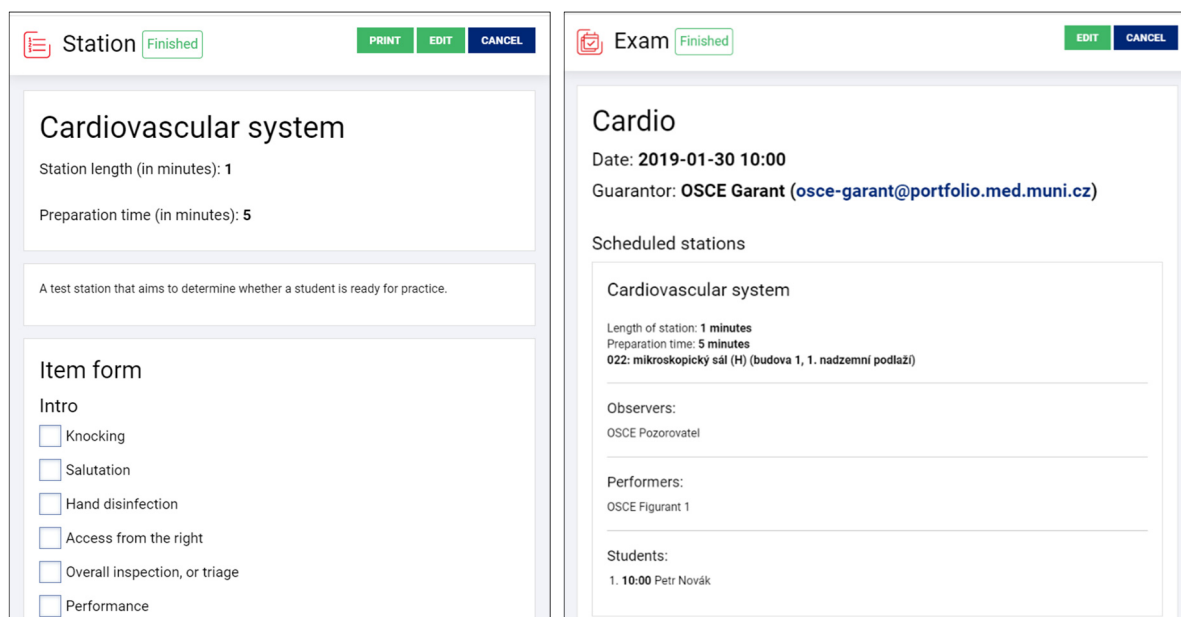 Station Finished PRINT EDIT CANCEL
Cardiovascular system
Station length (in minutes): 1
Preparation time (in minutes): 5
A test station that aims to determine whether a student is ready for practice.
Item form
Intro
Knocking
Salutation
Hand disinfection
Access from the right
Overall inspection, or triage
Performance
Exam Finished EDIT CANCEL
Cardio
Date: 2019-01-30 10:00
Guarantor: OSCE Garant (osce-garant@portfolio.med.muni.cz)
Scheduled stations
Cardiovascular system
Length of station: 1 minutes
Preparation time: 5 minutes
022: mikroskopický sál (H) (budova 1, 1. nadzemní podlaží)
Observers:
OSCE Pozorovatel
Performers:
OSCE Figurant 1
Students:
1. 10:00 Petr Novák